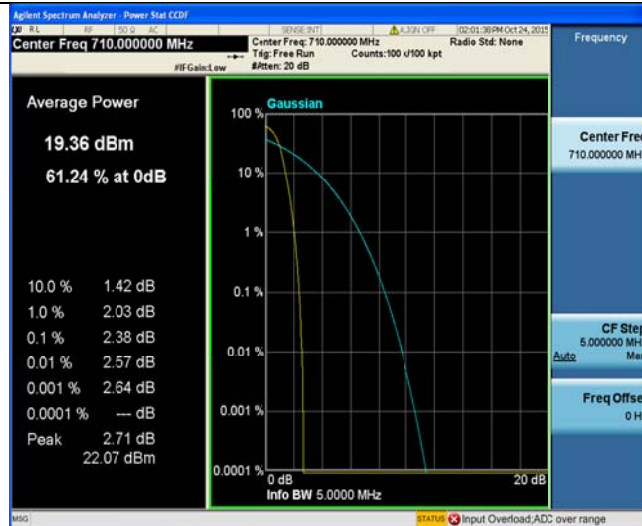 Agilent Spectrum Analyzer - Power Stat CCDF
RL RF 50 Ω AC SENSE:INT ALIGN OFF 02:01:38 PM Oct 24, 2015
Center Freq 710.000000 MHz
Center Freq: 710.000000 MHz Radio Std: None
Trig: Free Run Counts:100 k/100 kpt
#IFGain:Low #Atten: 20 dB
Frequency
Average Power
19.36 dBm
61.24 % at 0dB
10.0 % 1.42 dB
1.0 % 2.03 dB
0.1 % 2.38 dB
0.01 % 2.57 dB
0.001 % 2.64 dB
0.0001 % --- dB
Peak 2.71 dB
22.07 dBm
Gaussian
100 %
10 %
1 %
0.1 %
0.01 %
0.001 %
0.0001 %
0 dB 20 dB
Info BW 5.0000 MHz
Center Fre
710.000000 MH
CF Step
5.000000 MH
Auto Ma
Freq Offse
0 H
MSG STATUS Input Overload;ADC over range